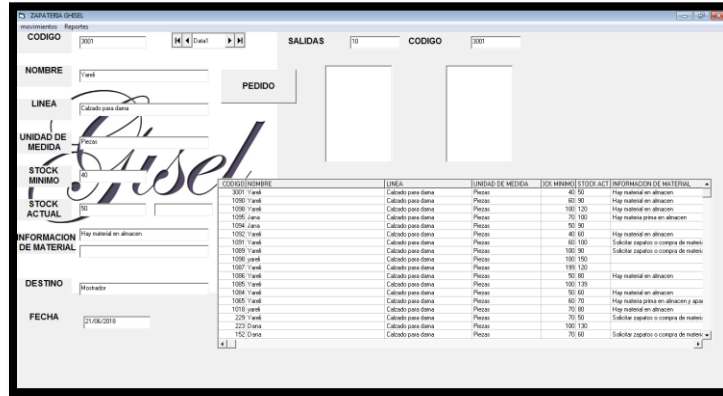 ZAPATERIA GHISEL
movimientos Reportes
CODIGO 3001 Data1 SALIDAS 10 CODIGO 3001
NOMBRE Yareli PEDIDO
LINEA Calzado para dama
UNIDAD DE MEDIDA Piezas
Ghisel
STOCK MINIMO 40
STOCK ACTUAL 50
INFORMACION DE MATERIAL Hay material en almacen
DESTINO Mostrador
FECHA 21/06/2018
CODIGO NOMBRE LINEA UNIDAD DE MEDIDA OCK MINIMO STOCK ACT INFORMACION DE MATERIAL
3001 Yareli Calzado para dama Piezas 40 50 Hay material en almacen
1090 Yareli Calzado para dama Piezas 60 90 Hay material en almacen
1098 Yareli Calzado para dama Piezas 100 120 Hay material en almacen
1095 Jana Calzado para dama Piezas 70 100 Hay materia prima en almacen
1094 Jana Calzado para dama Piezas 50 90
1092 Yareli Calzado para dama Piezas 40 60 Hay material en almacen
1091 Yareli Calzado para dama Piezas 60 100 Solicitar zapatos o compra de materia
1089 Yareli Calzado para dama Piezas 100 90 Solicitar zapatos o compra de materia
1098 yareli Calzado para dama Piezas 100 150
1087 Yareli Calzado para dama Piezas 199 120
1086 Yareli Calzado para dama Piezas 50 80 Hay material en almacen
1085 Yareli Calzado para dama Piezas 100 139
1084 Yareli Calzado para dama Piezas 50 60 Hay material en almacen
1065 Yareli Calzado para dama Piezas 60 70 Hay materia prima en almacen y apar
1018 yareli Calzado para dama Piezas 70 80 Hay material en almacen
229 Yareli Calzado para dama Piezas 70 50 Solicitar zapatos o compra de materia
223 Dana Calzado para dama Piezas 100 130
152 Dana Calzado para dama Piezas 70 60 Solicitar zapatos o compra de materia